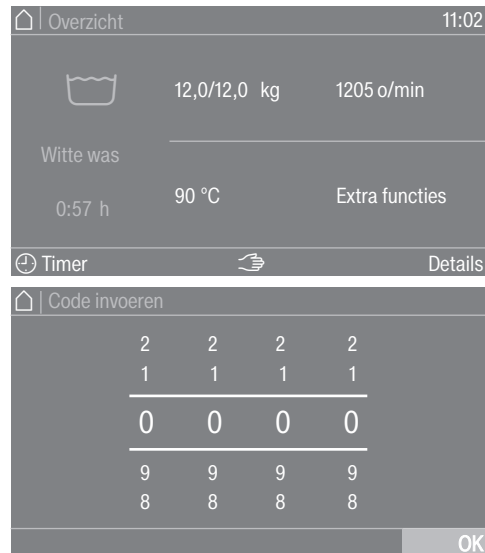 Overzicht 11:02
12,0/12,0 kg 1205 o/min
Witte was
90 °C Extra functies
0:57 h
Timer Details
Code invoeren
2 2 2 2
1 1 1 1
0 0 0 0
9 9 9 9
8 8 8 8
OK